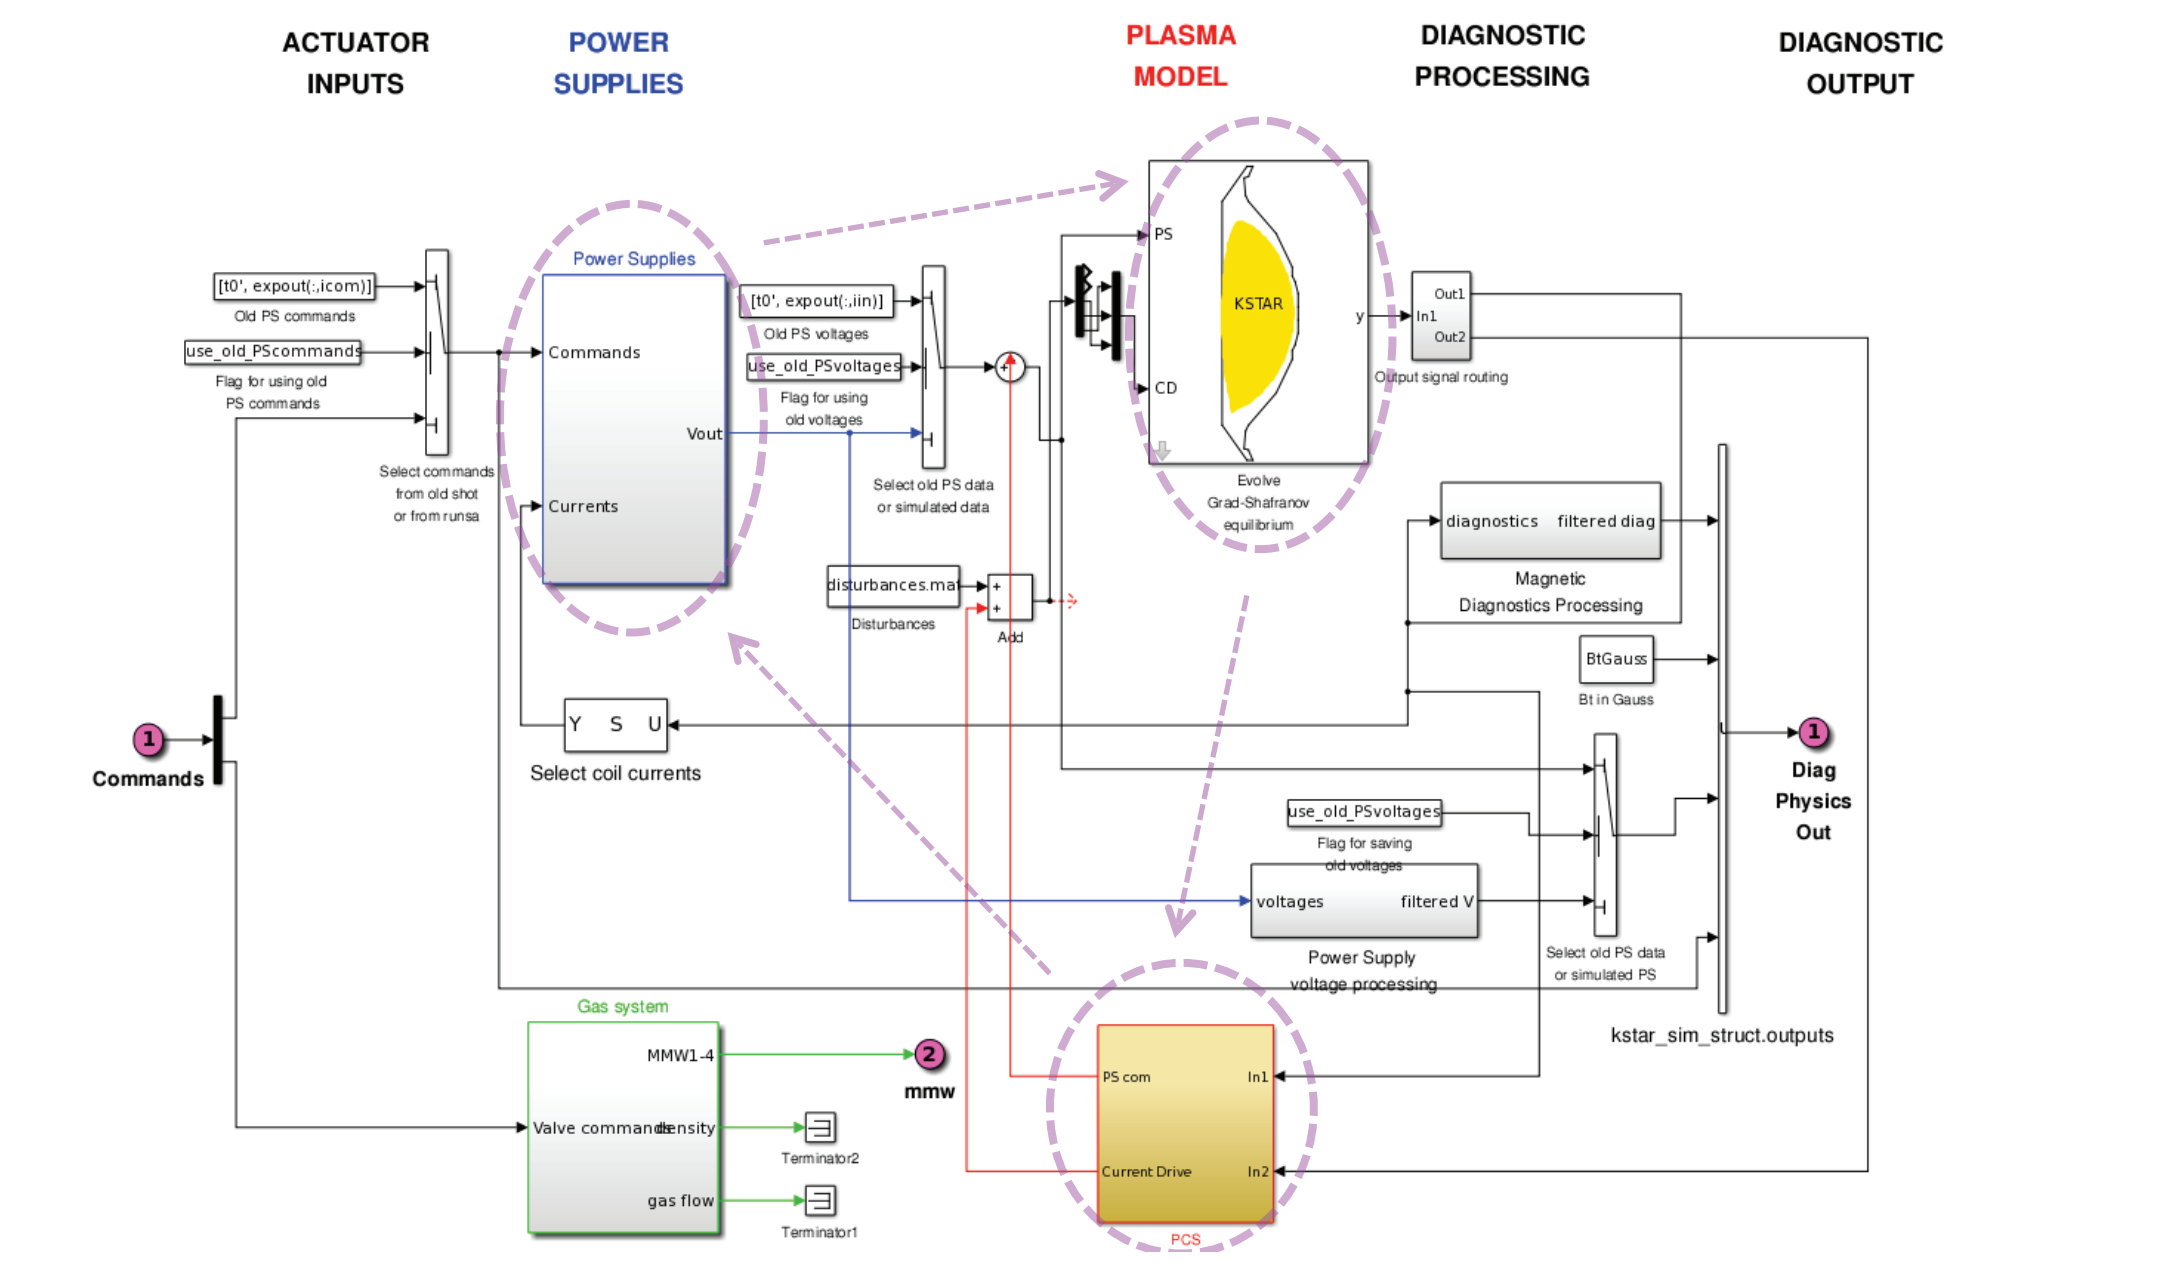 ACTUATOR
INPUTS
POWER
SUPPLIES
PLASMA
MODEL
DIAGNOSTIC
PROCESSING
DIAGNOSTIC
OUTPUT
[t0', expout(:,icom)]
Old PS commands
use_old_PScommands
Flag for using old
PS commands
Select commands
from old shot
or from runsa
Power Supplies
Commands
Vout
Currents
[t0', expout(:,iin)]
Old PS voltages
use_old_PSvoltages
Flag for using
old voltages
Select old PS data
or simulated data
+
disturbances.mat
Disturbances
+
+
Add
PS
CD
KSTAR
y
Evolve
Grad-Shafranov
equilibrium
In1
Out1
Out2
Output signal routing
diagnostics filtered diag
Magnetic
Diagnostics Processing
BtGauss
Bt in Gauss
1
Commands
Y S U
Select coil currents
1
Diag
Physics
Out
use_old_PSvoltages
Flag for saving
old voltages
voltages filtered V
Power Supply
voltage processing
Select old PS data
or simulated PS
kstar_sim_struct.outputs
Gas system
MMW1-4
Valve commands
density
gas flow
2
mmw
Terminator2
Terminator1
PS com
In1
Current Drive
In2
PCS